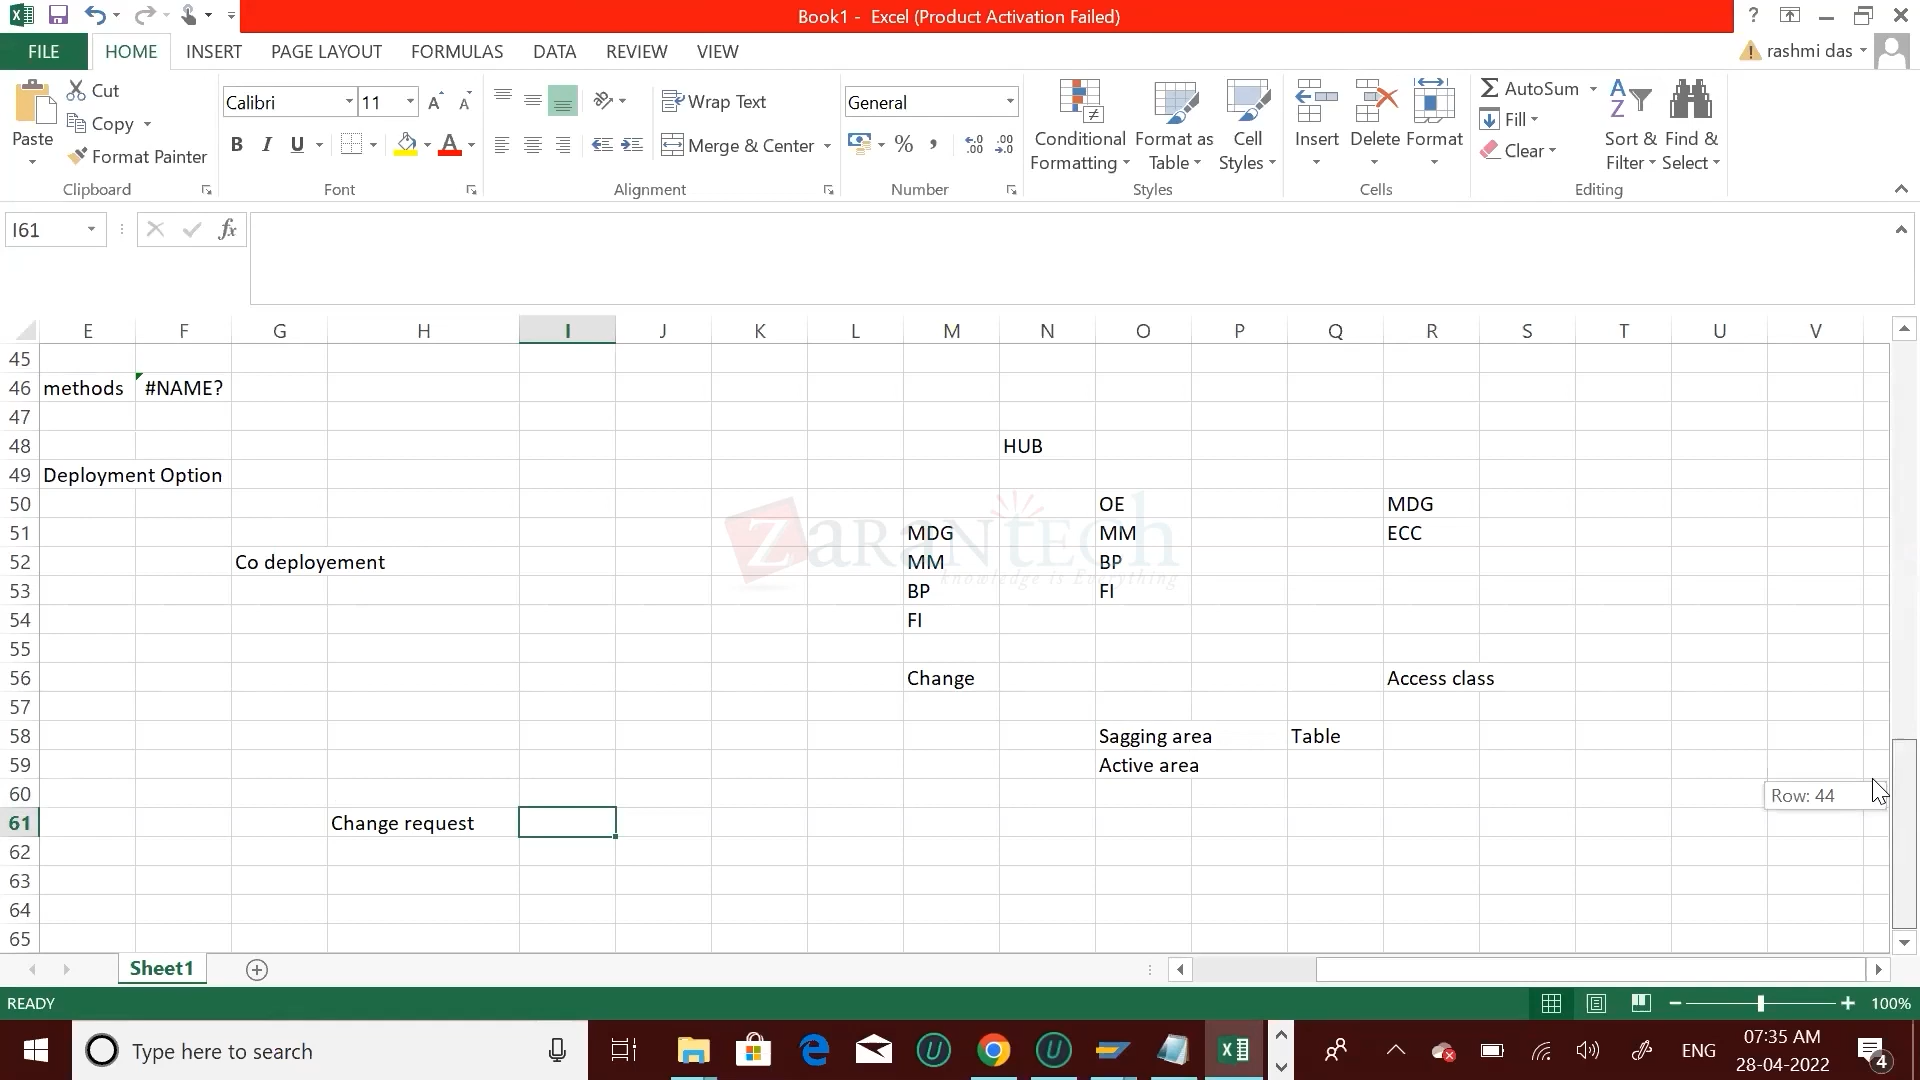 Book1 - Excel (Product Activation Failed)
?
FILE HOME INSERT PAGE LAYOUT FORMULAS DATA REVIEW VIEW
rashmi das
Paste
Cut
Copy
Format Painter
Clipboard
Calibri 11
B I U
Font
Wrap Text
Merge & Center
Alignment
General
%
Number
Conditional Formatting
Format as Table
Cell Styles
Styles
Insert Delete Format
Cells
AutoSum
Fill
Clear
Sort & Filter
Find & Select
Editing
I61
fx
E F G H I J K L M N O P Q R S T U V
45
46 methods #NAME?
47
48 HUB
49 Deployment Option
50 OE MDG
51 MDG MM ECC
52 Co deployement MM BP
53 BP FI
54 FI
55
56 Change Access class
57
58 Sagging area Table
59 Active area
60
61 Change request
62
63
64
65
Row: 44
ZaranTech
knowledge is Everything
Sheet1
READY
100%
Type here to search
ENG
07:35 AM
28-04-2022
4